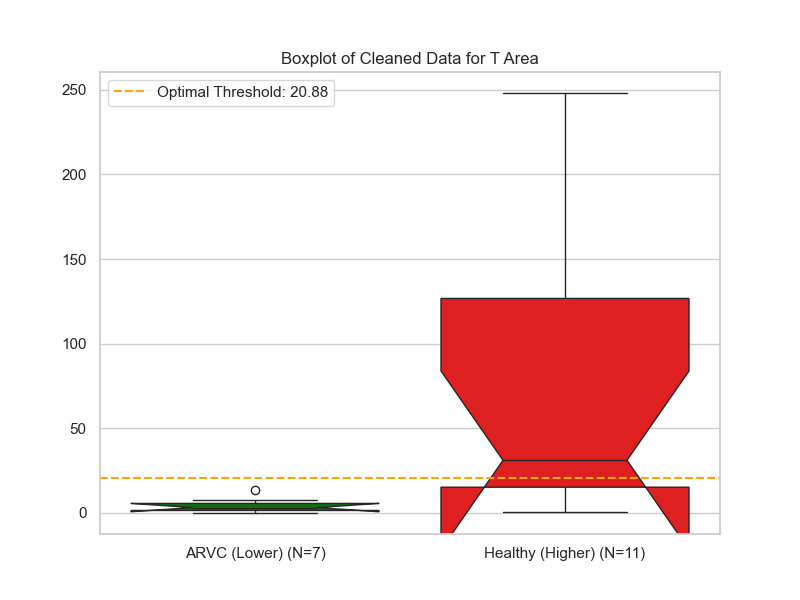 Boxplot of Cleaned Data for T Area
Optimal Threshold: 20.88
250
200
150
100
50
0
ARVC (Lower) (N=7)
Healthy (Higher) (N=11)